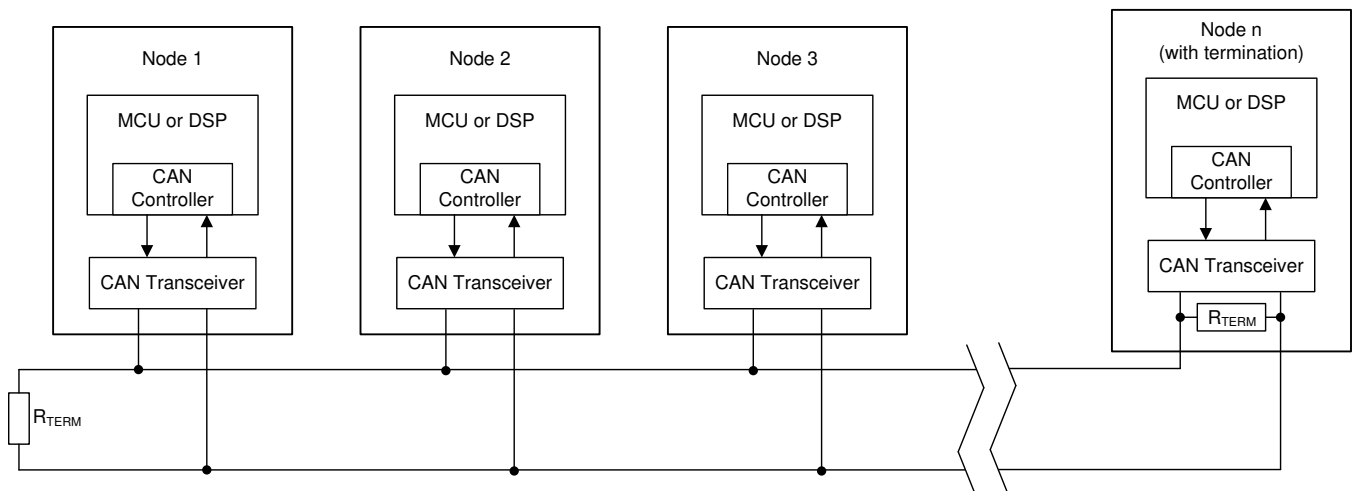 Node 1
MCU or DSP
CAN
Controller
CAN Transceiver
Node 2
MCU or DSP
CAN
Controller
CAN Transceiver
Node 3
MCU or DSP
CAN
Controller
CAN Transceiver
Node n
(with termination)
MCU or DSP
CAN
Controller
CAN Transceiver
RTERM
RTERM